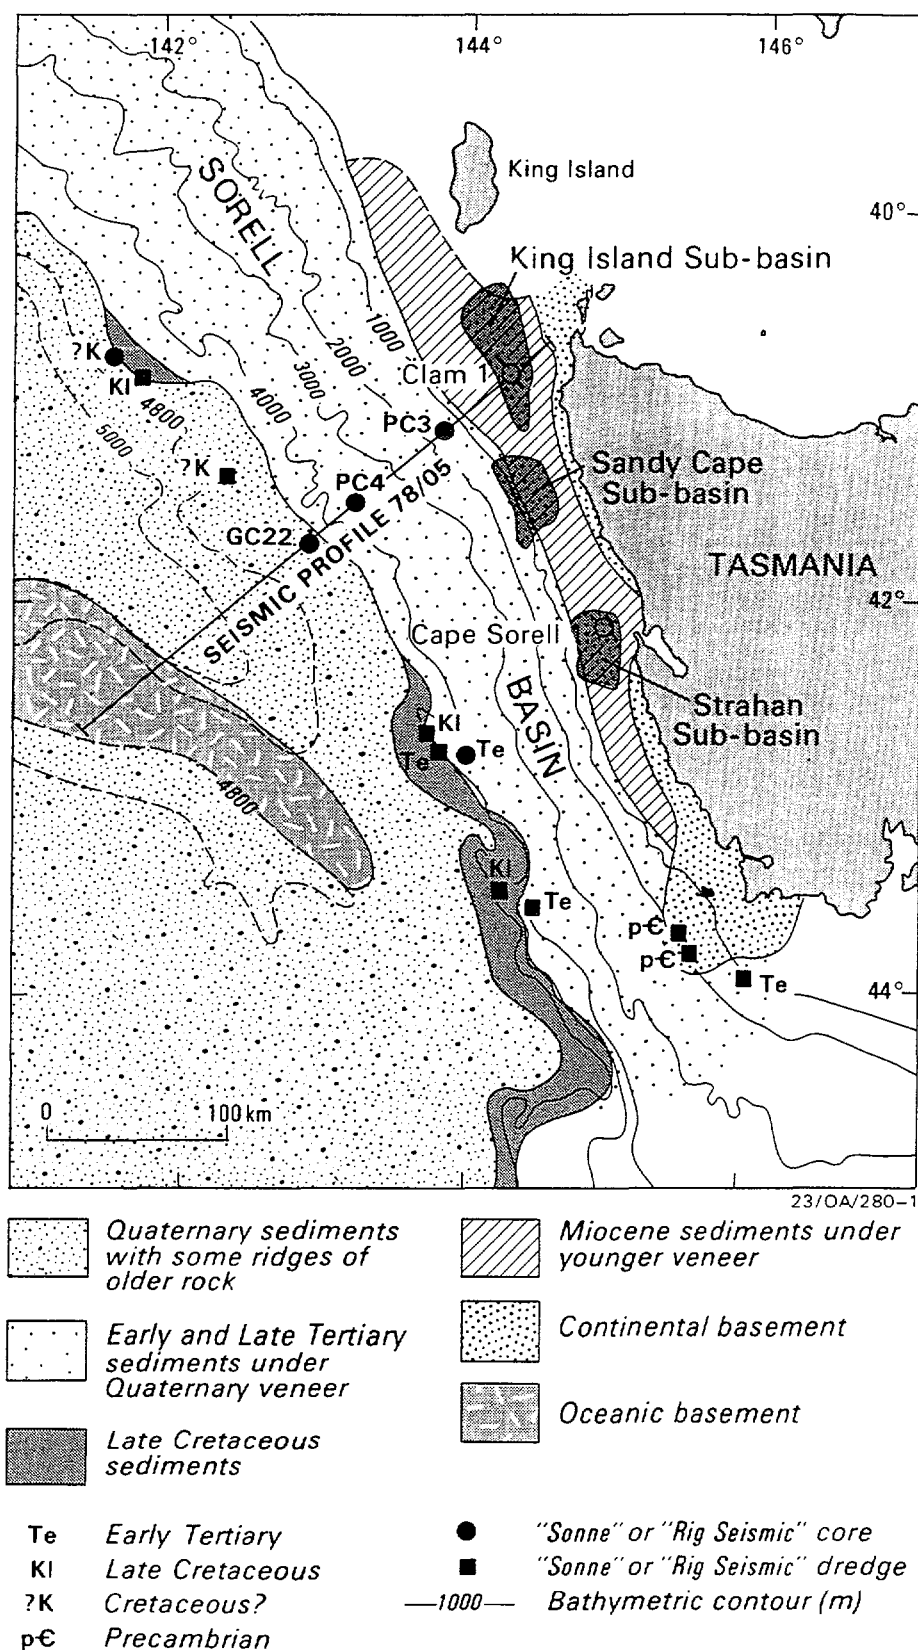 142°
144°
146°
King Island
40°
SORELL
King Island Sub-basin
1000
2000
3000
4000
?K
Kl
4800
5000
Clam 1
PC3
?K
PC4
GC22
SEISMIC PROFILE 78/05
Sandy Cape
Sub-basin
TASMANIA
42°
Cape Sorell
BASIN
Strahan
Sub-basin
Kl
Te
Te
4800
Kl
Te
p-Є
p-Є
Te
44°
0
100 km
23/OA/280-1
Quaternary sediments
with some ridges of
older rock
Early and Late Tertiary
sediments under
Quaternary veneer
Late Cretaceous
sediments
Miocene sediments under
younger veneer
Continental basement
Oceanic basement
Te Early Tertiary
Kl Late Cretaceous
?K Cretaceous?
p-Є Precambrian
"Sonne" or "Rig Seismic" core
"Sonne" or "Rig Seismic" dredge
—1000— Bathymetric contour (m)